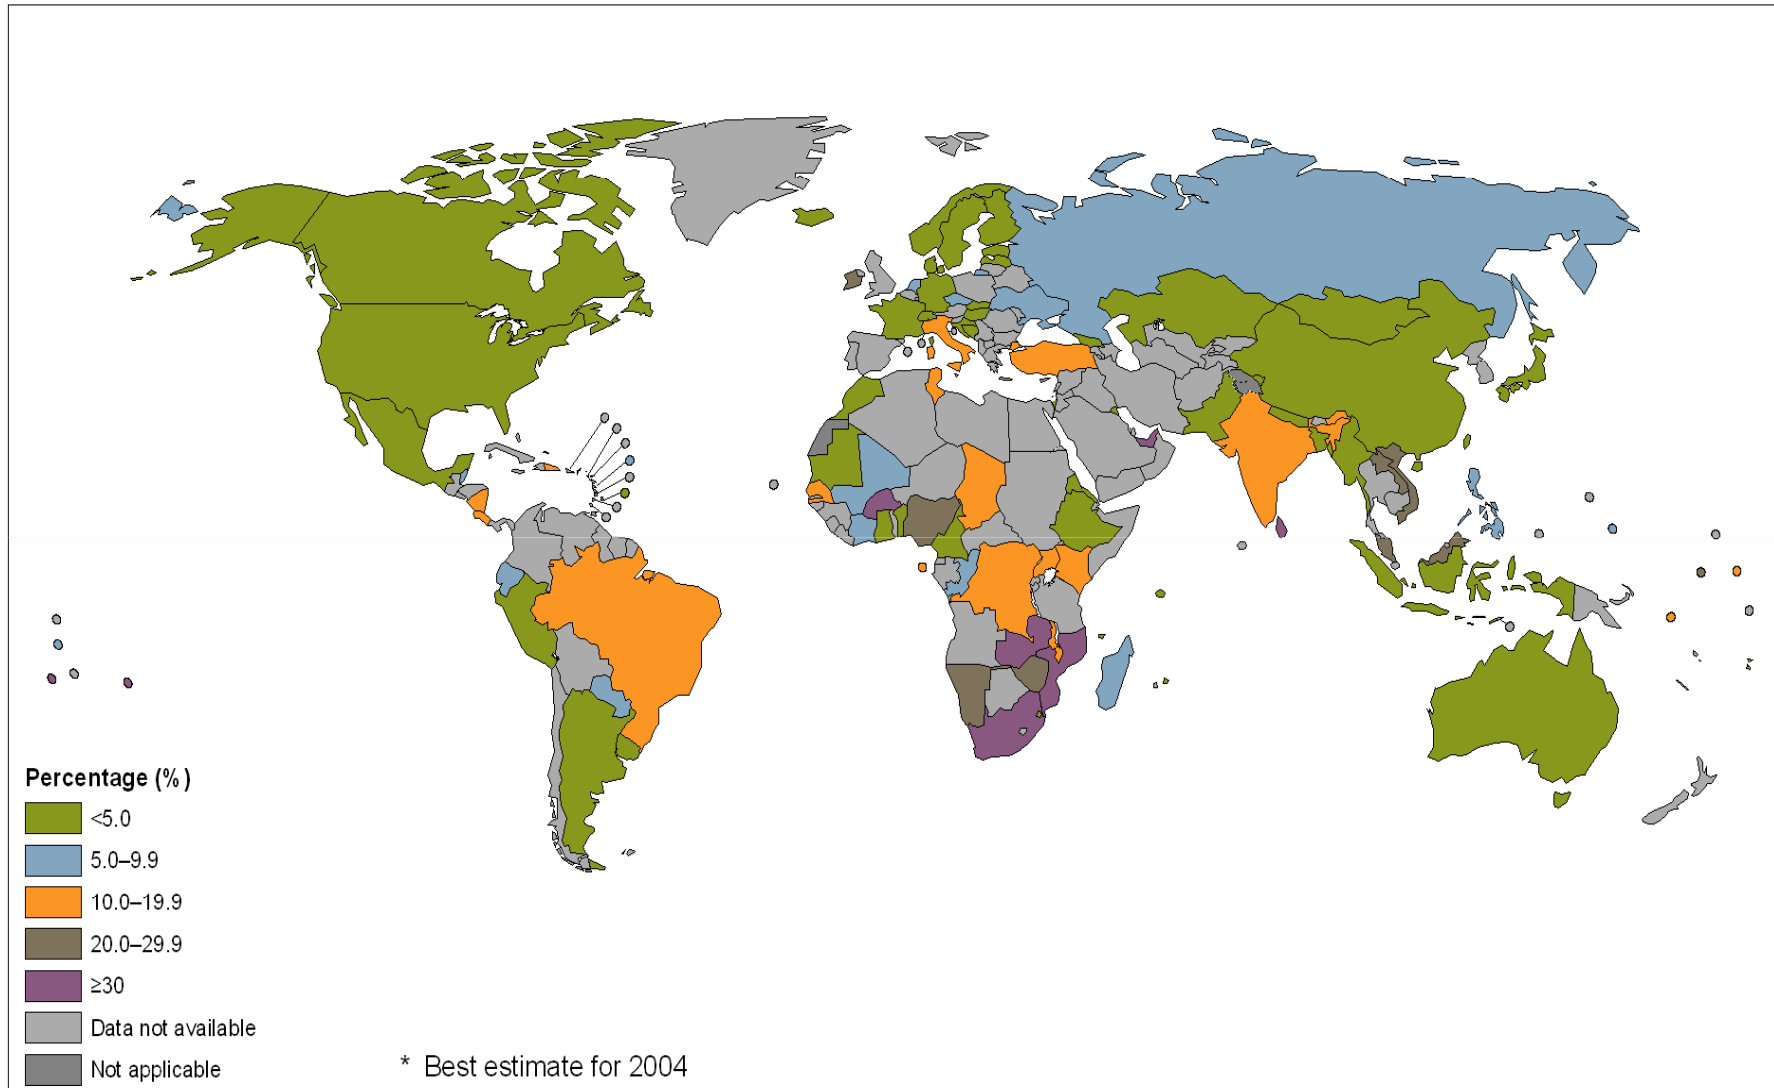 Percentage (%)
<5.0
5.0–9.9
10.0–19.9
20.0–29.9
≥30
Data not available
Not applicable
* Best estimate for 2004